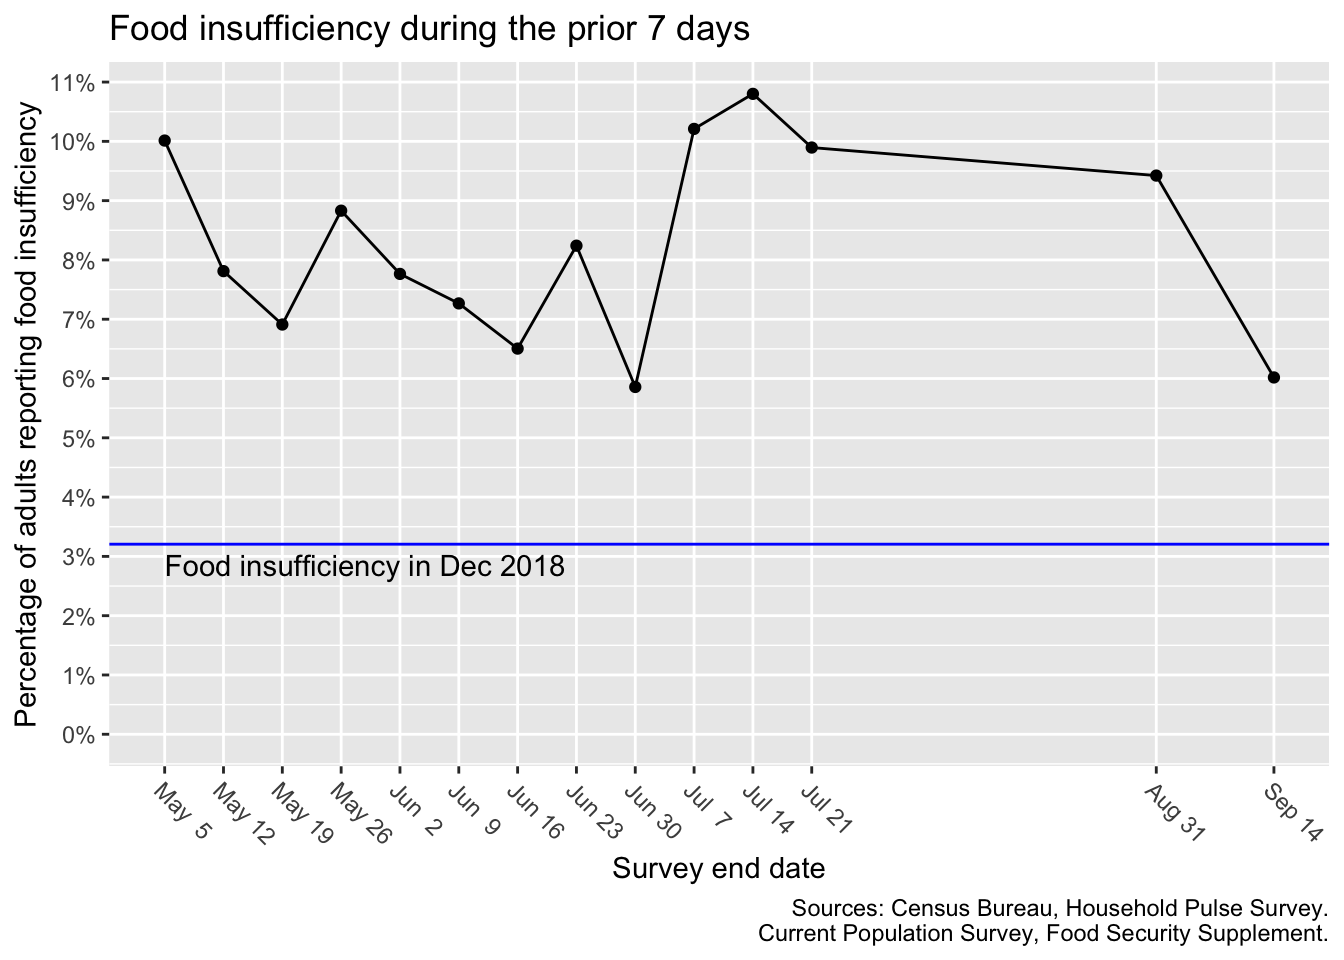 Food insufficiency during the prior 7 days
Percentage of adults reporting food insufficiency
11%
10%
9%
8%
7%
6%
5%
4%
3%
2%
1%
0%
Food insufficiency in Dec 2018
May 5
May 12
May 19
May 26
Jun 2
Jun 9
Jun 16
Jun 23
Jun 30
Jul 7
Jul 14
Jul 21
Aug 31
Sep 14
Survey end date
Sources: Census Bureau, Household Pulse Survey.
Current Population Survey, Food Security Supplement.